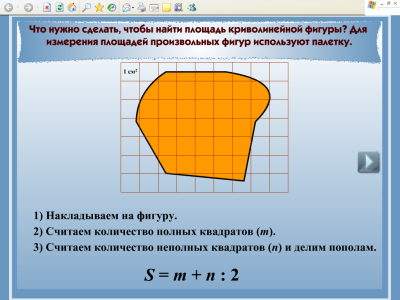 Что нужно сделать, чтобы найти площадь криволинейной фигуры? Для
измерения площадей произвольных фигур используют палетку.
1 см²
1) Накладываем на фигуру.
2) Считаем количество полных квадратов (m).
3) Считаем количество неполных квадратов (n) и делим пополам.
S = m + n : 2